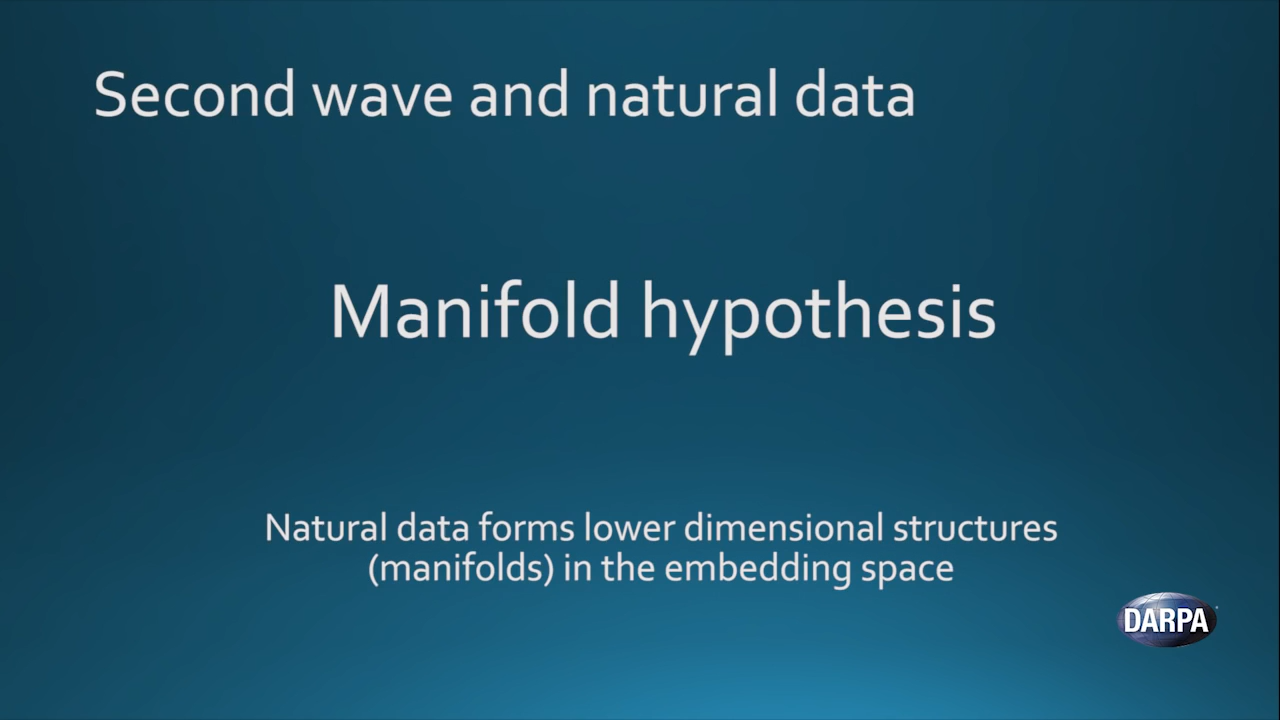 Second wave and natural data
Manifold hypothesis
Natural data forms lower dimensional structures
(manifolds) in the embedding space
DARPA